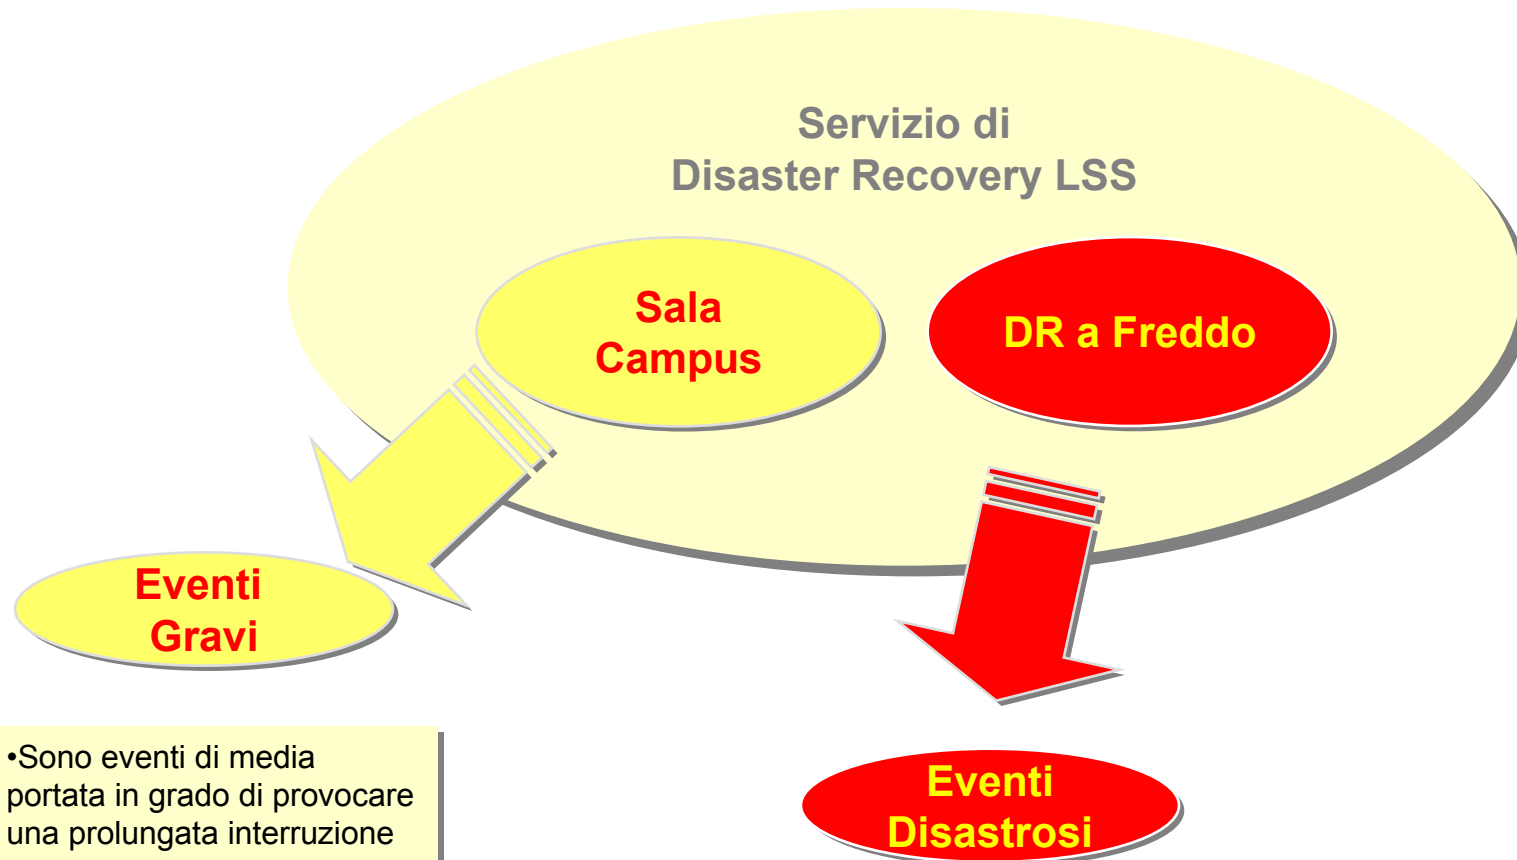 Servizio di
Disaster Recovery LSS
Sala
Campus
DR a Freddo
Eventi
Gravi
•Sono eventi di media
portata in grado di provocare
una prolungata interruzione
Eventi
Disastrosi